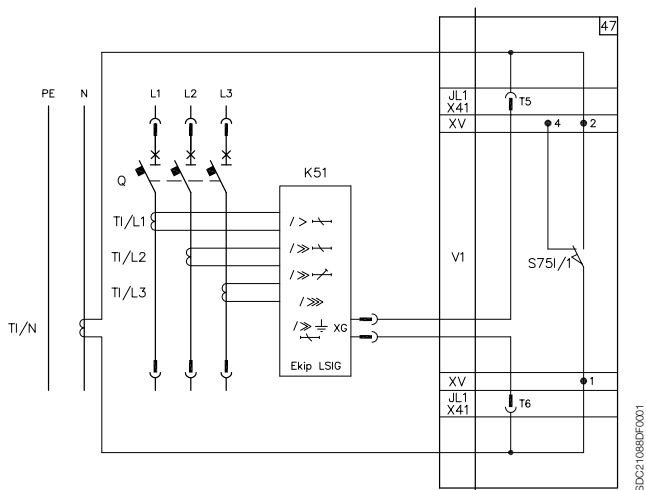 47
PE N L1 L2 L3
JL1
X41
T5
XV
4
2
Q
K51
TI/L1
I >
TI/L2
I >>
V1
S75I/1
I >>
TI/L3
I >>>
TI/N
I >> XG
Ekip LSIG
XV
1
JL1
X41
T6
SDC21088DF0001